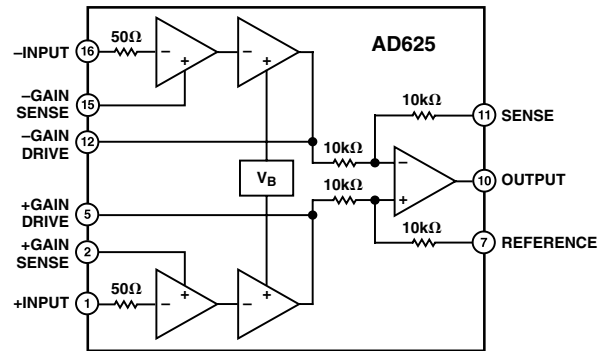 AD625
–INPUT
16
50Ω
–
+
–
+
–GAIN
SENSE
15
–GAIN
DRIVE
12
10kΩ
11
SENSE
10kΩ
–
+
10
OUTPUT
VB
10kΩ
+GAIN
DRIVE
5
10kΩ
7
REFERENCE
+GAIN
SENSE
2
+INPUT
1
50Ω
–
+
–
+